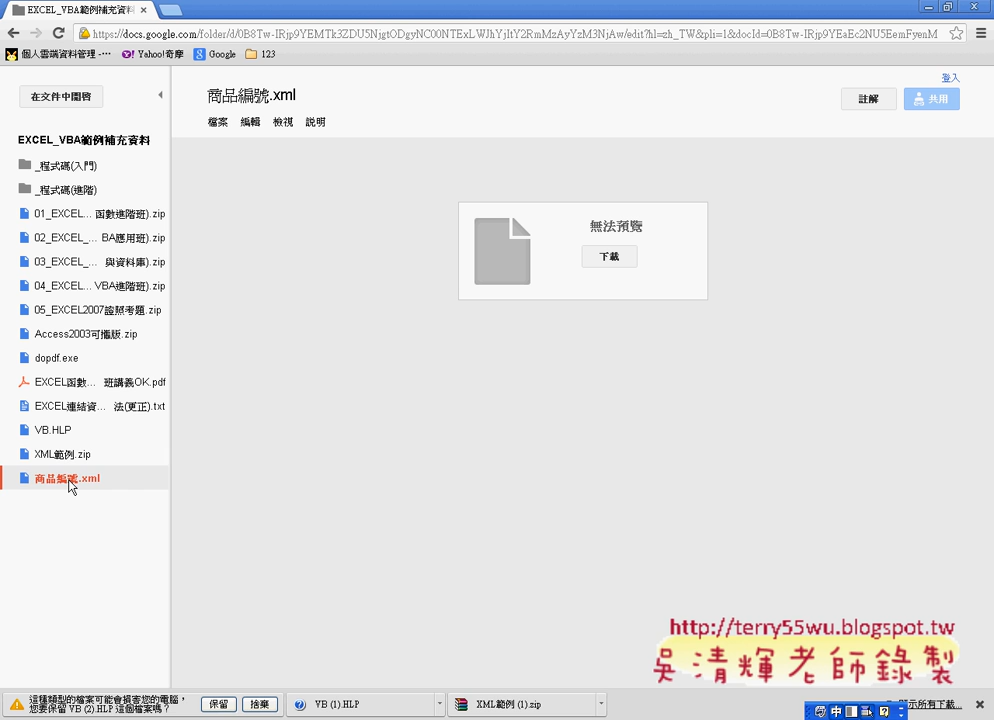 EXCEL_VBA範例補充資料
https://docs.google.com/folder/d/0B8Tw-IRjp9YEMTk3ZDU5NjgtODgyNC00NTExLWJhYjItY2RmMzAyYzM3NjAw/edit?hl=zh_TW&pli=1&docId=0B8Tw-IRjp9YEaEc2NU5EemFyenM
個人雲端資料管理 -⋯
Yahoo!奇摩
Google
123
登入
在文件中開啓
商品編號.xml
註解
共用
檔案 編輯 檢視 說明
EXCEL_VBA範例補充資料
_程式碼(入門)
_程式碼(進階)
01_EXCEL... 函數進階班).zip
02_EXCEL_... BA應用班).zip
03_EXCEL_... 與資料庫).zip
04_EXCEL... VBA進階班).zip
05_EXCEL2007證照考題.zip
Access2003可攜版.zip
dopdf.exe
EXCEL函數... 班講義OK.pdf
EXCEL連結資... 法(更正).txt
VB.HLP
XML範例.zip
商品編號.xml
無法預覽
下載
http://terry55wu.blogspot.tw
吳清輝老師錄製
這種類型的檔案可能會損害您的電腦，
您要保留 VB (2).HLP 這個檔案嗎？
保留
捨棄
VB (1).HLP
XML範例 (1).zip
示所有下載...
中